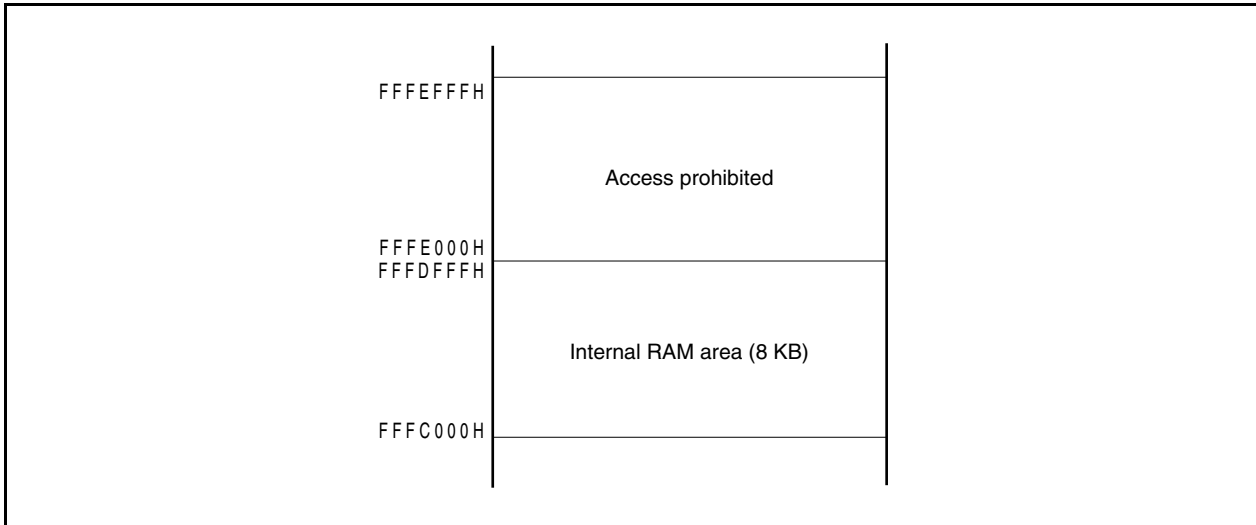 FFFEFFFH
Access prohibited
FFFE000H
FFFDFFFH
Internal RAM area (8 KB)
FFFC000H